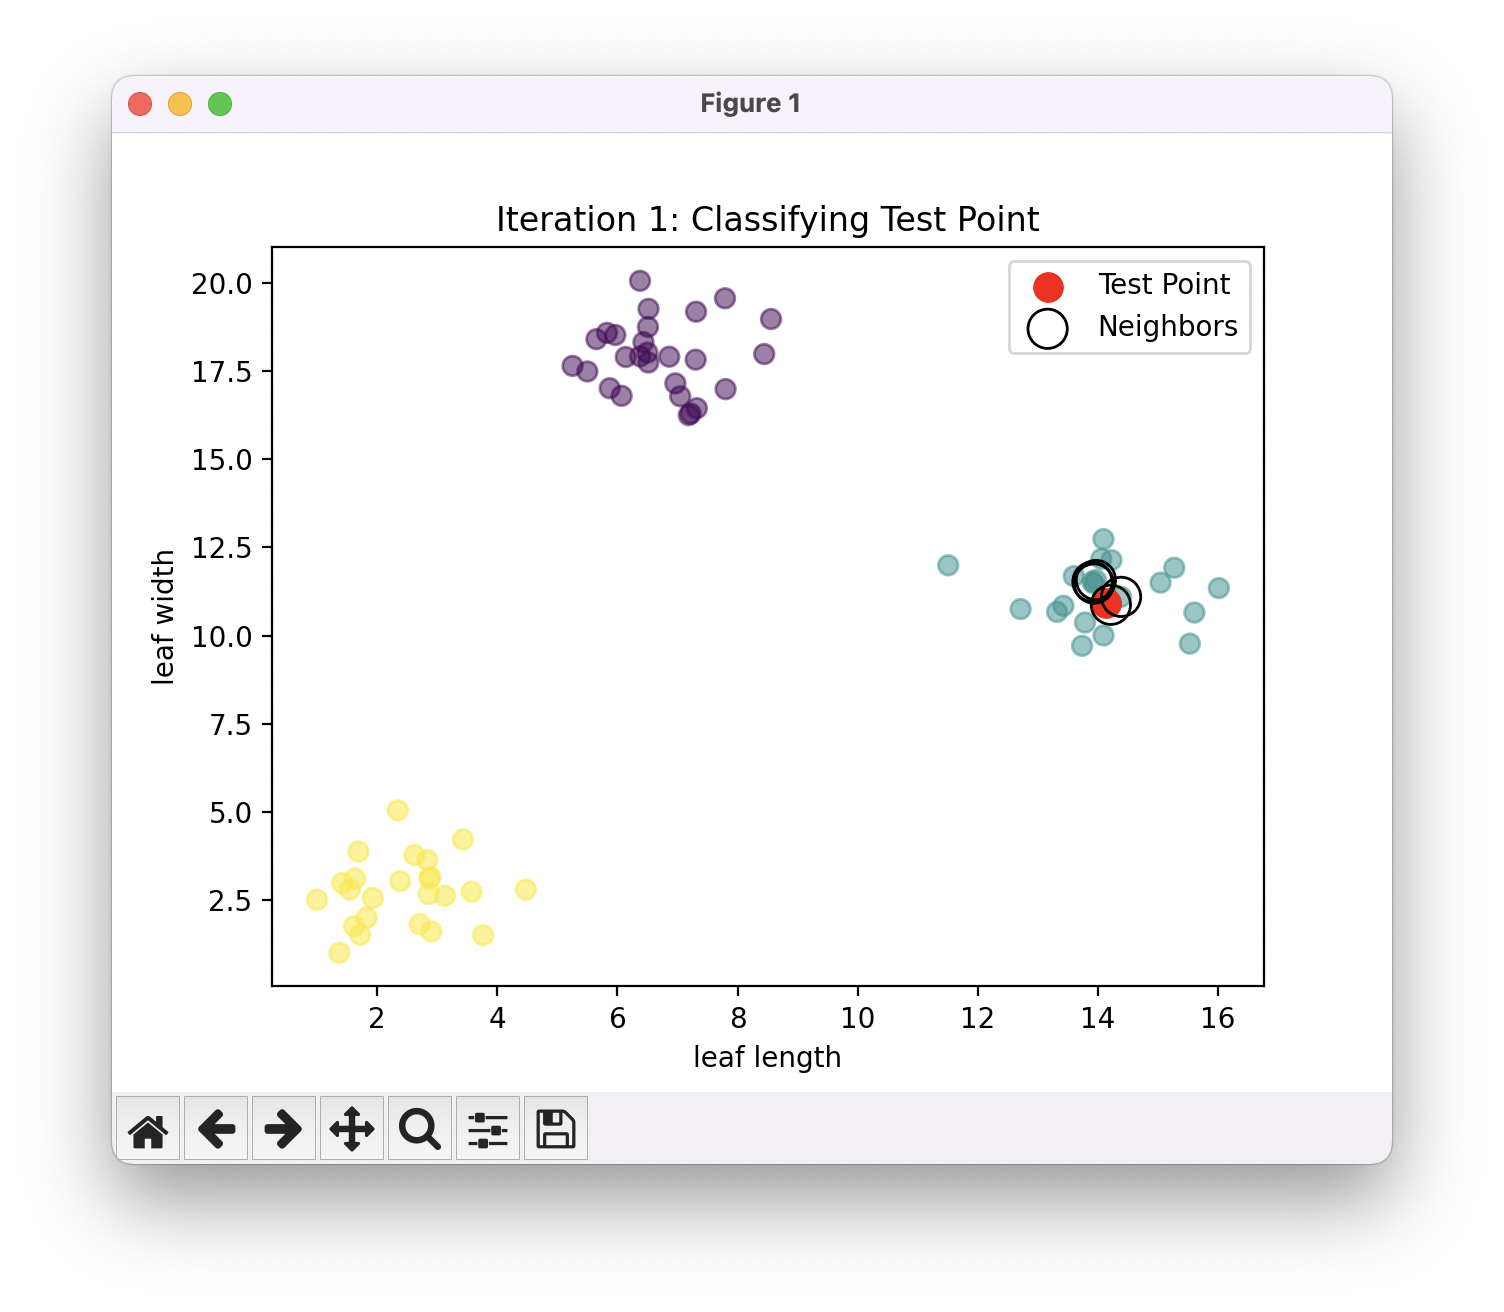 Figure 1
Iteration 1: Classifying Test Point
Test Point
Neighbors
20.0
17.5
15.0
12.5
10.0
7.5
5.0
2.5
leaf width
2 4 6 8 10 12 14 16
leaf length